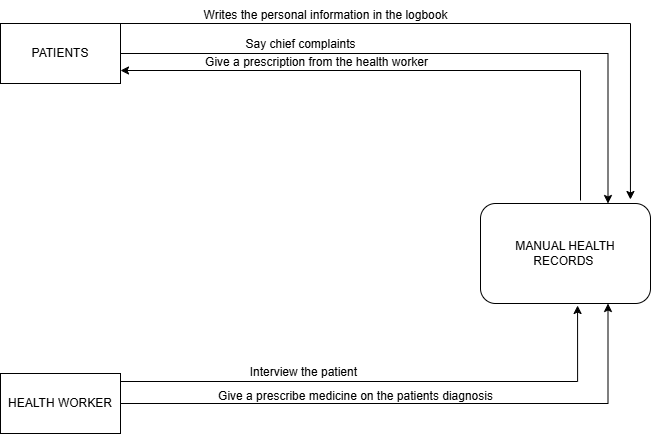 Writes the personal information in the logbook
PATIENTS
Say chief complaints
Give a prescription from the health worker
MANUAL HEALTH
RECORDS
Interview the patient
Give a prescribe medicine on the patients diagnosis
HEALTH WORKER